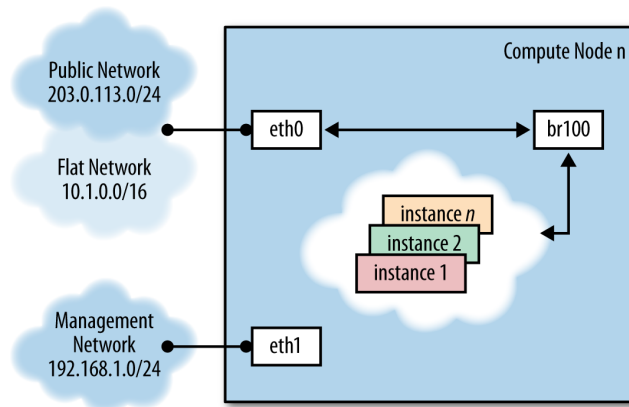 Compute Node n
Public Network
203.0.113.0/24
eth0
br100
Flat Network
10.1.0.0/16
instance n
instance 2
instance 1
Management
Network
192.168.1.0/24
eth1